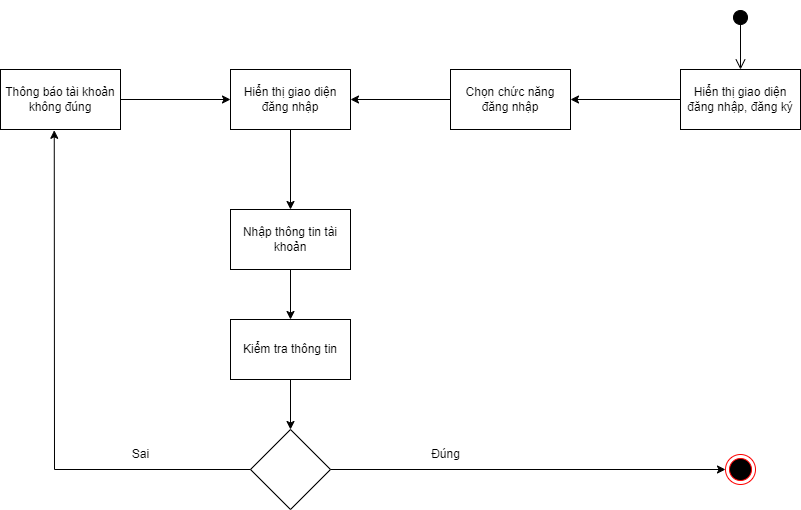 Thông báo tài khoản
không đúng
Hiển thị giao diện
đăng nhập
Chọn chức năng
đăng nhập
Hiển thị giao diện
đăng nhập, đăng ký
Nhập thông tin tài
khoản
Kiểm tra thông tin
Sai
Đúng